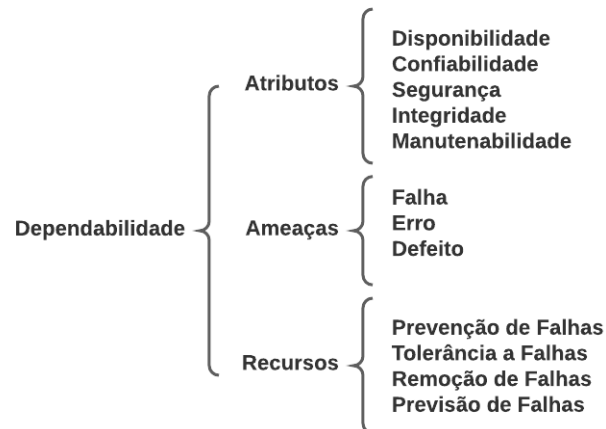 Dependabilidade
Atributos
Disponibilidade
Confiabilidade
Segurança
Integridade
Manutenabilidade
Ameaças
Falha
Erro
Defeito
Recursos
Prevenção de Falhas
Tolerância a Falhas
Remoção de Falhas
Previsão de Falhas